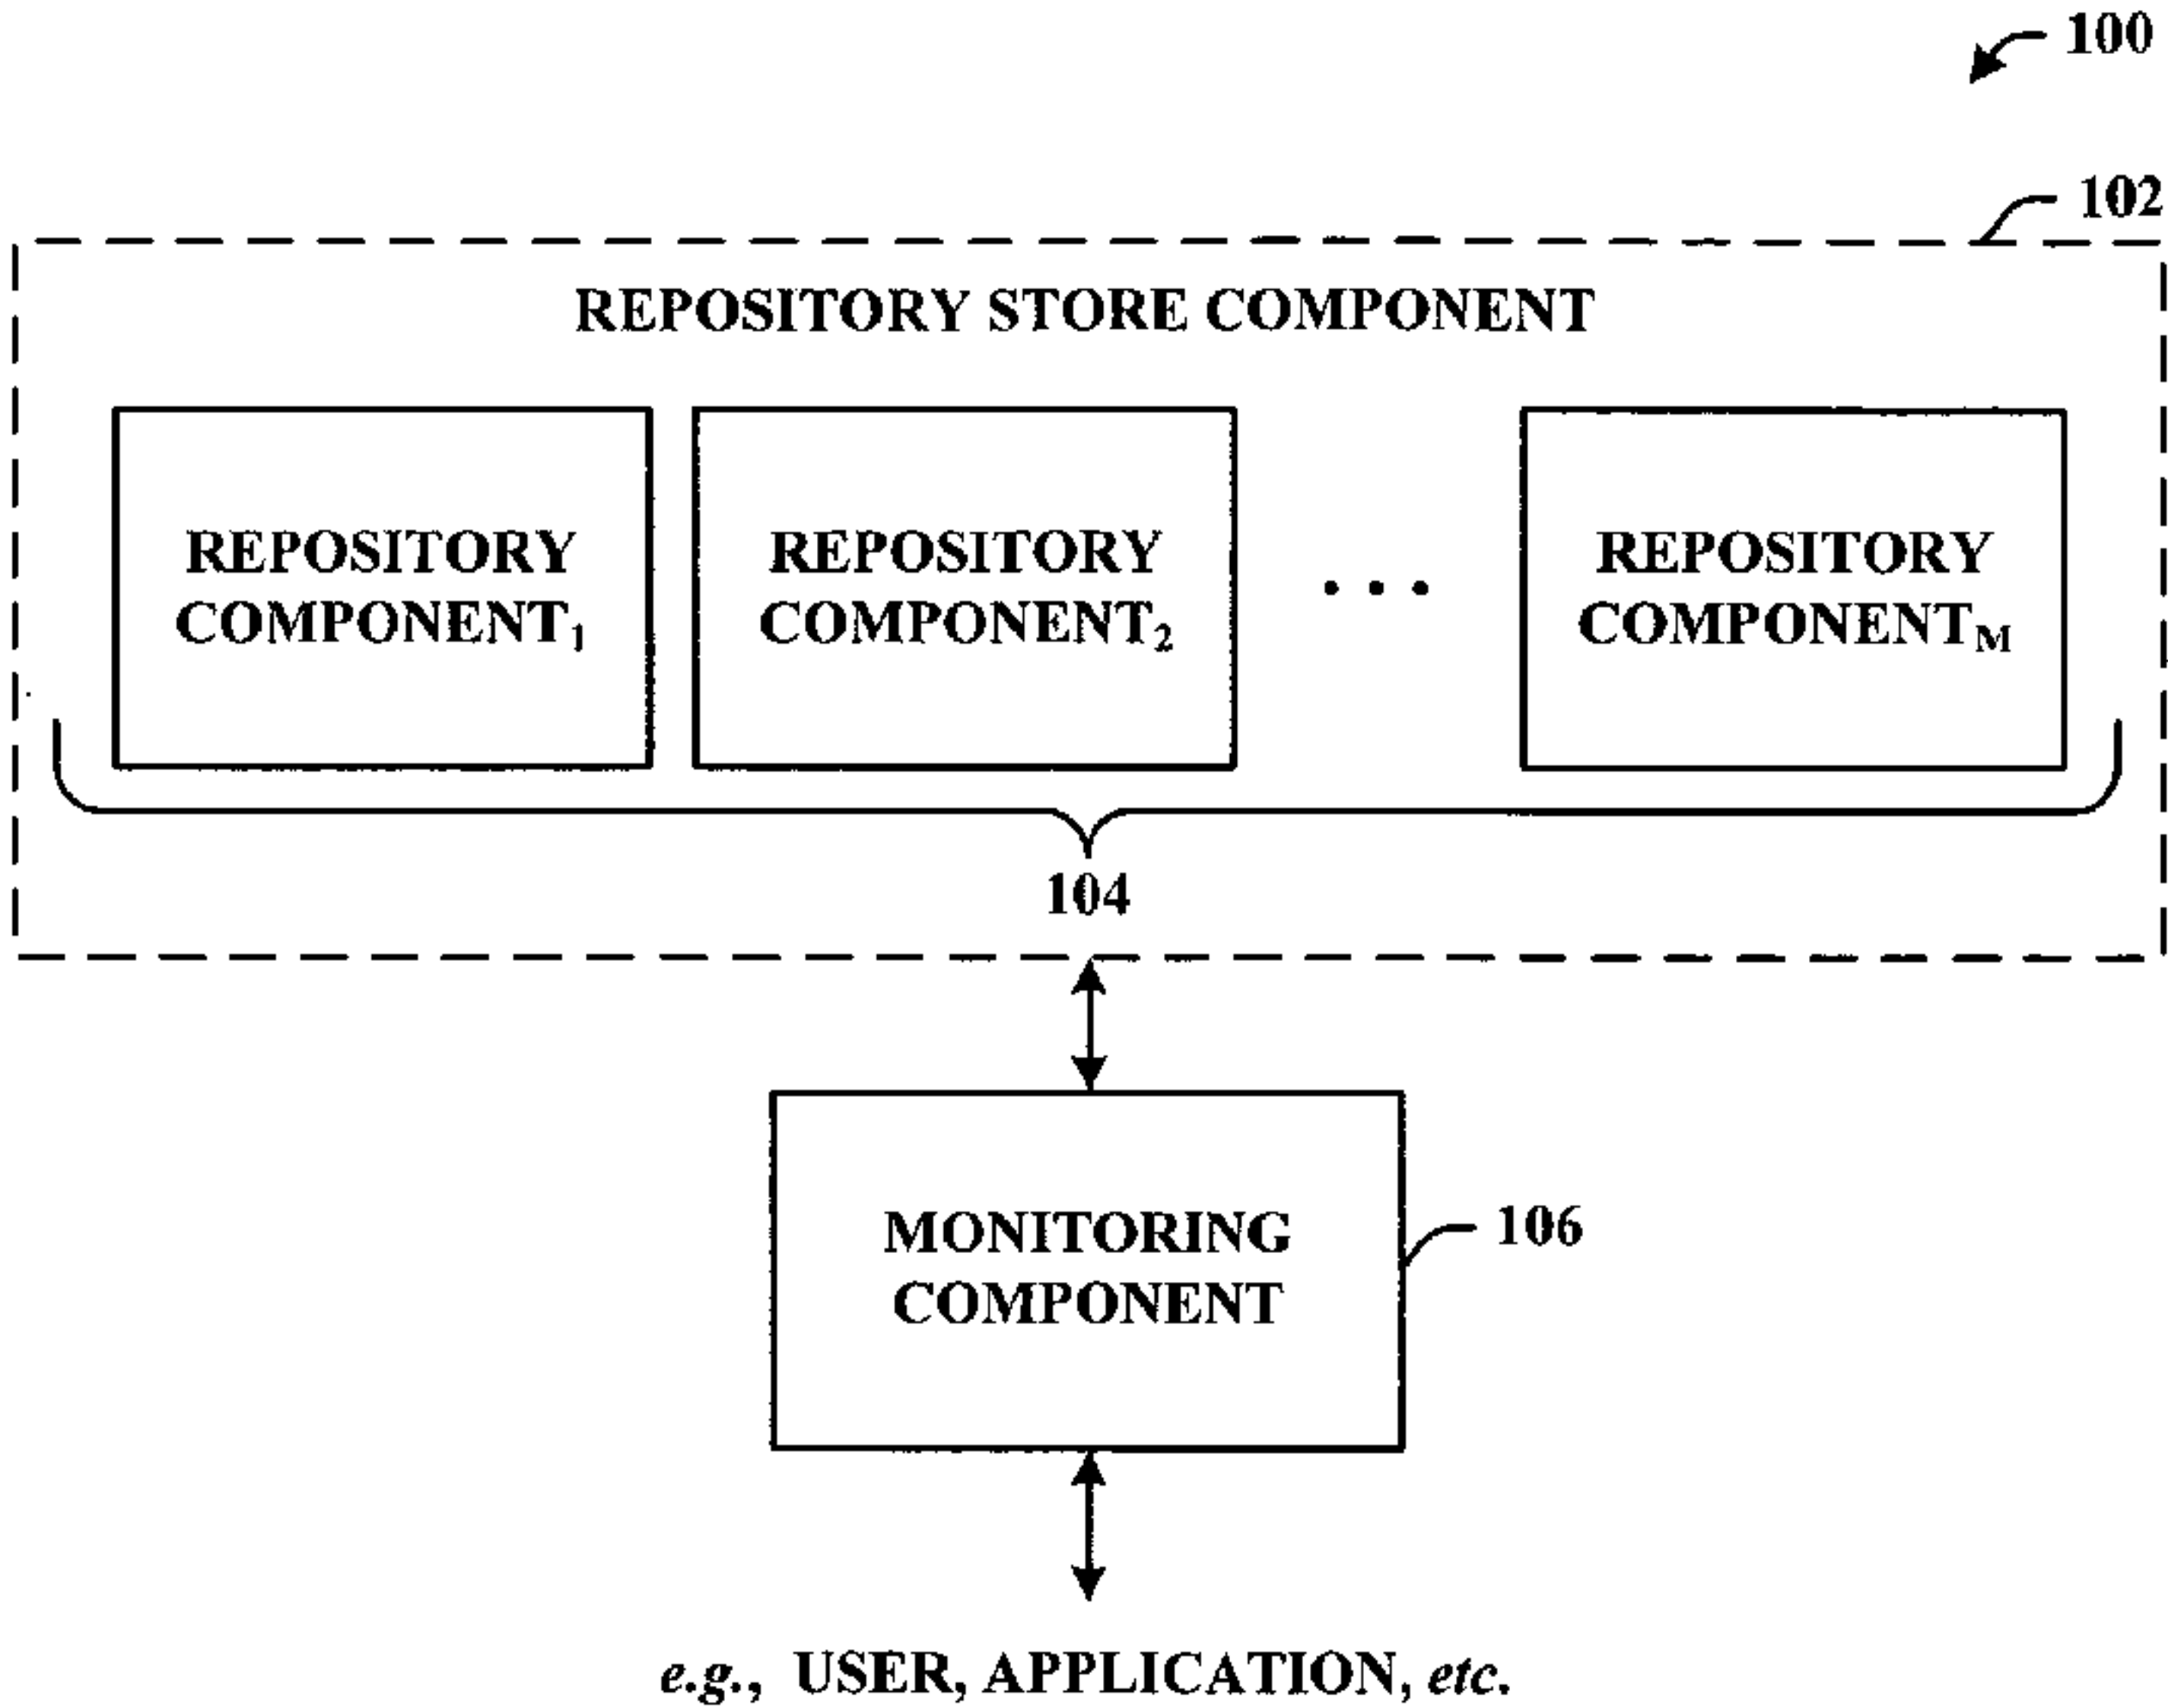 100
102
REPOSITORY STORE COMPONENT
REPOSITORY
COMPONENT₁
REPOSITORY
COMPONENT₂
• • •
REPOSITORY
COMPONENTM
104
MONITORING
COMPONENT
106
e.g., USER, APPLICATION, etc.